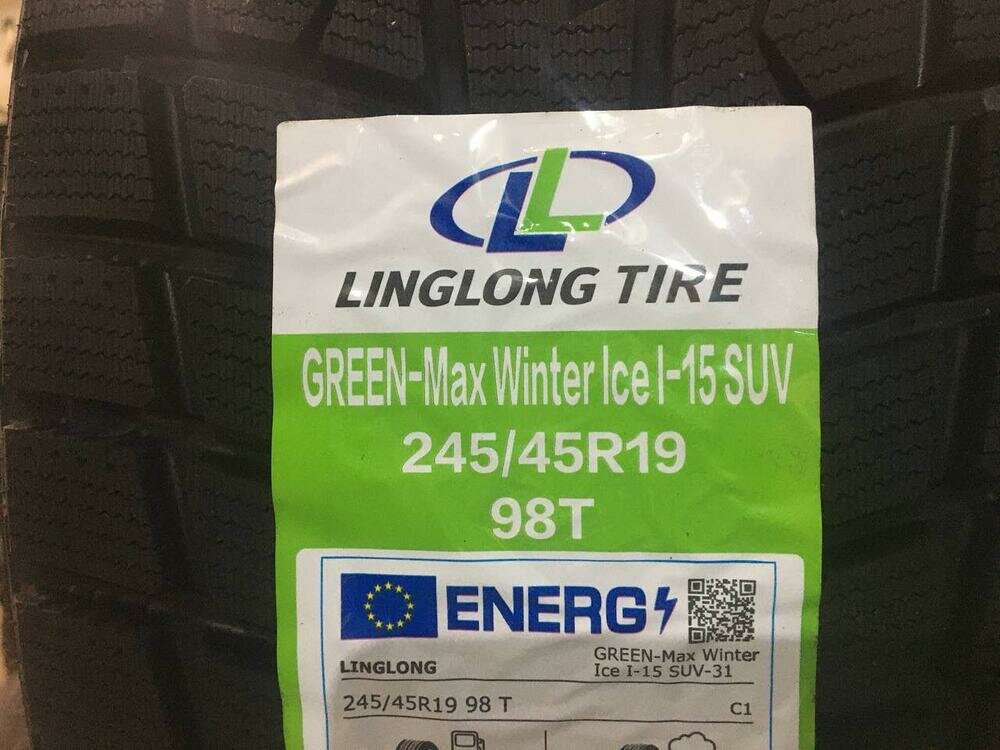 LL
LINGLONG TIRE
GREEN-Max Winter Ice I-15 SUV
245/45R19
98T
ENERG
LINGLONG
GREEN-Max Winter
Ice I-15 SUV-31
245/45R19 98 T
C1